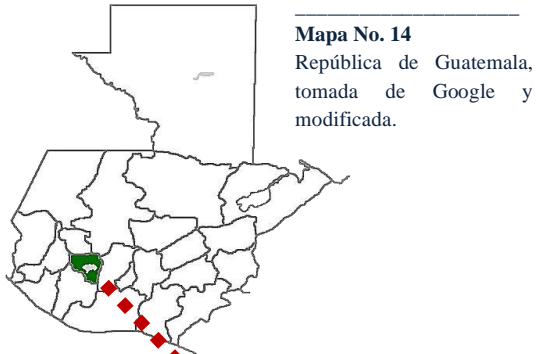 Mapa No. 14
República de Guatemala,
tomada de Google y
modificada.